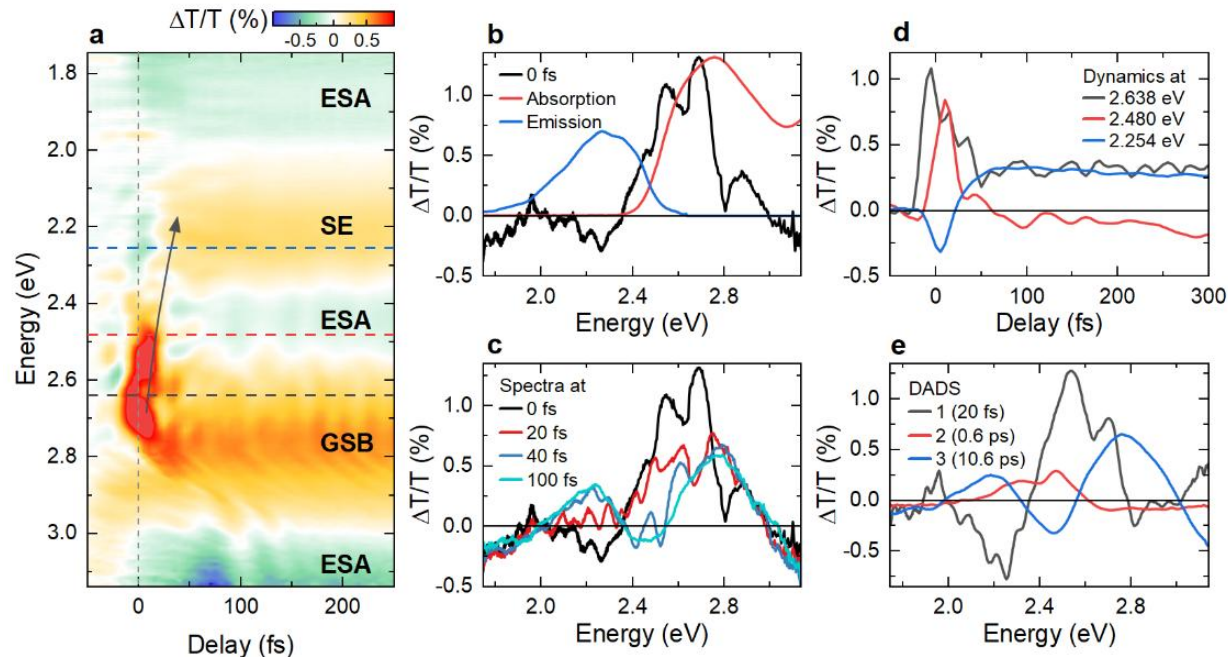 ΔT/T (%)
-0.5 0 0.5
a
ESA
SE
ESA
GSB
ESA
1.8
2.0
2.2
2.4
2.6
2.8
3.0
Energy (eV)
0 100 200
Delay (fs)
b
0 fs
Absorption
Emission
1.0
0.5
0.0
-0.5
ΔT/T (%)
2.0 2.4 2.8
Energy (eV)
c
Spectra at
0 fs
20 fs
40 fs
100 fs
1.0
0.5
0.0
-0.5
ΔT/T (%)
2.0 2.4 2.8
Energy (eV)
d
Dynamics at
2.638 eV
2.480 eV
2.254 eV
1.0
0.5
0.0
-0.5
ΔT/T (%)
0 100 200 300
Delay (fs)
e
DADS
1 (20 fs)
2 (0.6 ps)
3 (10.6 ps)
1.0
0.5
0.0
-0.5
ΔT/T (%)
2.0 2.4 2.8
Energy (eV)